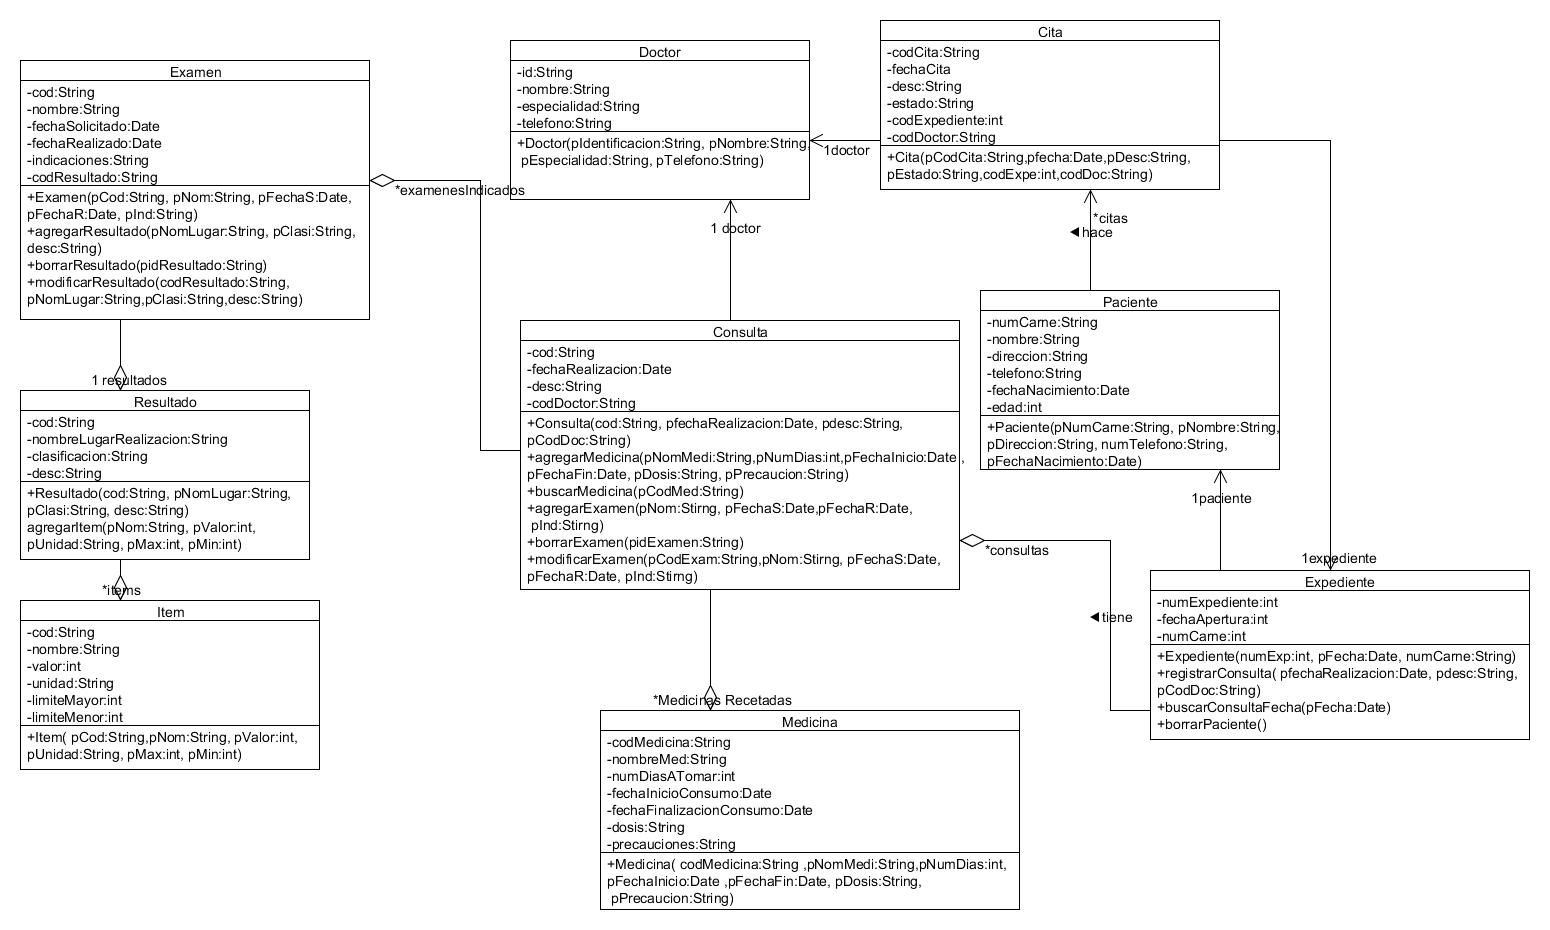 Examen
-cod:String
-nombre:String
-fechaSolicitado:Date
-fechaRealizado:Date
-indicaciones:String
-codResultado:String
+Examen(pCod:String, pNom:String, pFechaS:Date,
pFechaR:Date, pInd:String)
+agregarResultado(pNomLugar:String, pClasi:String,
desc:String)
+borrarResultado(pidResultado:String)
+modificarResultado(codResultado:String,
pNomLugar:String,pClasi:String,desc:String)
*examenesIndicados
1 resultados
Resultado
-cod:String
-nombreLugarRealizacion:String
-clasificacion:String
-desc:String
+Resultado(cod:String, pNomLugar:String,
pClasi:String, desc:String)
agregarItem(pNom:String, pValor:int,
pUnidad:String, pMax:int, pMin:int)
*items
Item
-cod:String
-nombre:String
-valor:int
-unidad:String
-limiteMayor:int
-limiteMenor:int
+Item( pCod:String,pNom:String, pValor:int,
pUnidad:String, pMax:int, pMin:int)
Doctor
-id:String
-nombre:String
-especialidad:String
-telefono:String
+Doctor(pIdentificacion:String, pNombre:String,
pEspecialidad:String, pTelefono:String)
1doctor
1 doctor
Consulta
-cod:String
-fechaRealizacion:Date
-desc:String
-codDoctor:String
+Consulta(cod:String, pfechaRealizacion:Date, pdesc:String,
pCodDoc:String)
+agregarMedicina(pNomMedi:String,pNumDias:int,pFechaInicio:Date ,
pFechaFin:Date, pDosis:String, pPrecaucion:String)
+buscarMedicina(pCodMed:String)
+agregarExamen(pNom:Stirng, pFechaS:Date,pFechaR:Date,
pInd:Stirng)
+borrarExamen(pidExamen:String)
+modificarExamen(pCodExam:String,pNom:Stirng, pFechaS:Date,
pFechaR:Date, pInd:Stirng)
*Medicinas Recetadas
Medicina
-codMedicina:String
-nombreMed:String
-numDiasATomar:int
-fechaInicioConsumo:Date
-fechaFinalizacionConsumo:Date
-dosis:String
-precauciones:String
+Medicina( codMedicina:String ,pNomMedi:String,pNumDias:int,
pFechaInicio:Date ,pFechaFin:Date, pDosis:String,
pPrecaucion:String)
Cita
-codCita:String
-fechaCita
-desc:String
-estado:String
-codExpediente:int
-codDoctor:String
+Cita(pCodCita:String,pfecha:Date,pDesc:String,
pEstado:String,codExpe:int,codDoc:String)
*citas
hace
Paciente
-numCarne:String
-nombre:String
-direccion:String
-telefono:String
-fechaNacimiento:Date
-edad:int
+Paciente(pNumCarne:String, pNombre:String,
pDireccion:String, numTelefono:String,
pFechaNacimiento:Date)
1paciente
*consultas
tiene
1expediente
Expediente
-numExpediente:int
-fechaApertura:int
-numCarne:int
+Expediente(numExp:int, pFecha:Date, numCarne:String)
+registrarConsulta( pfechaRealizacion:Date, pdesc:String,
pCodDoc:String)
+buscarConsultaFecha(pFecha:Date)
+borrarPaciente()